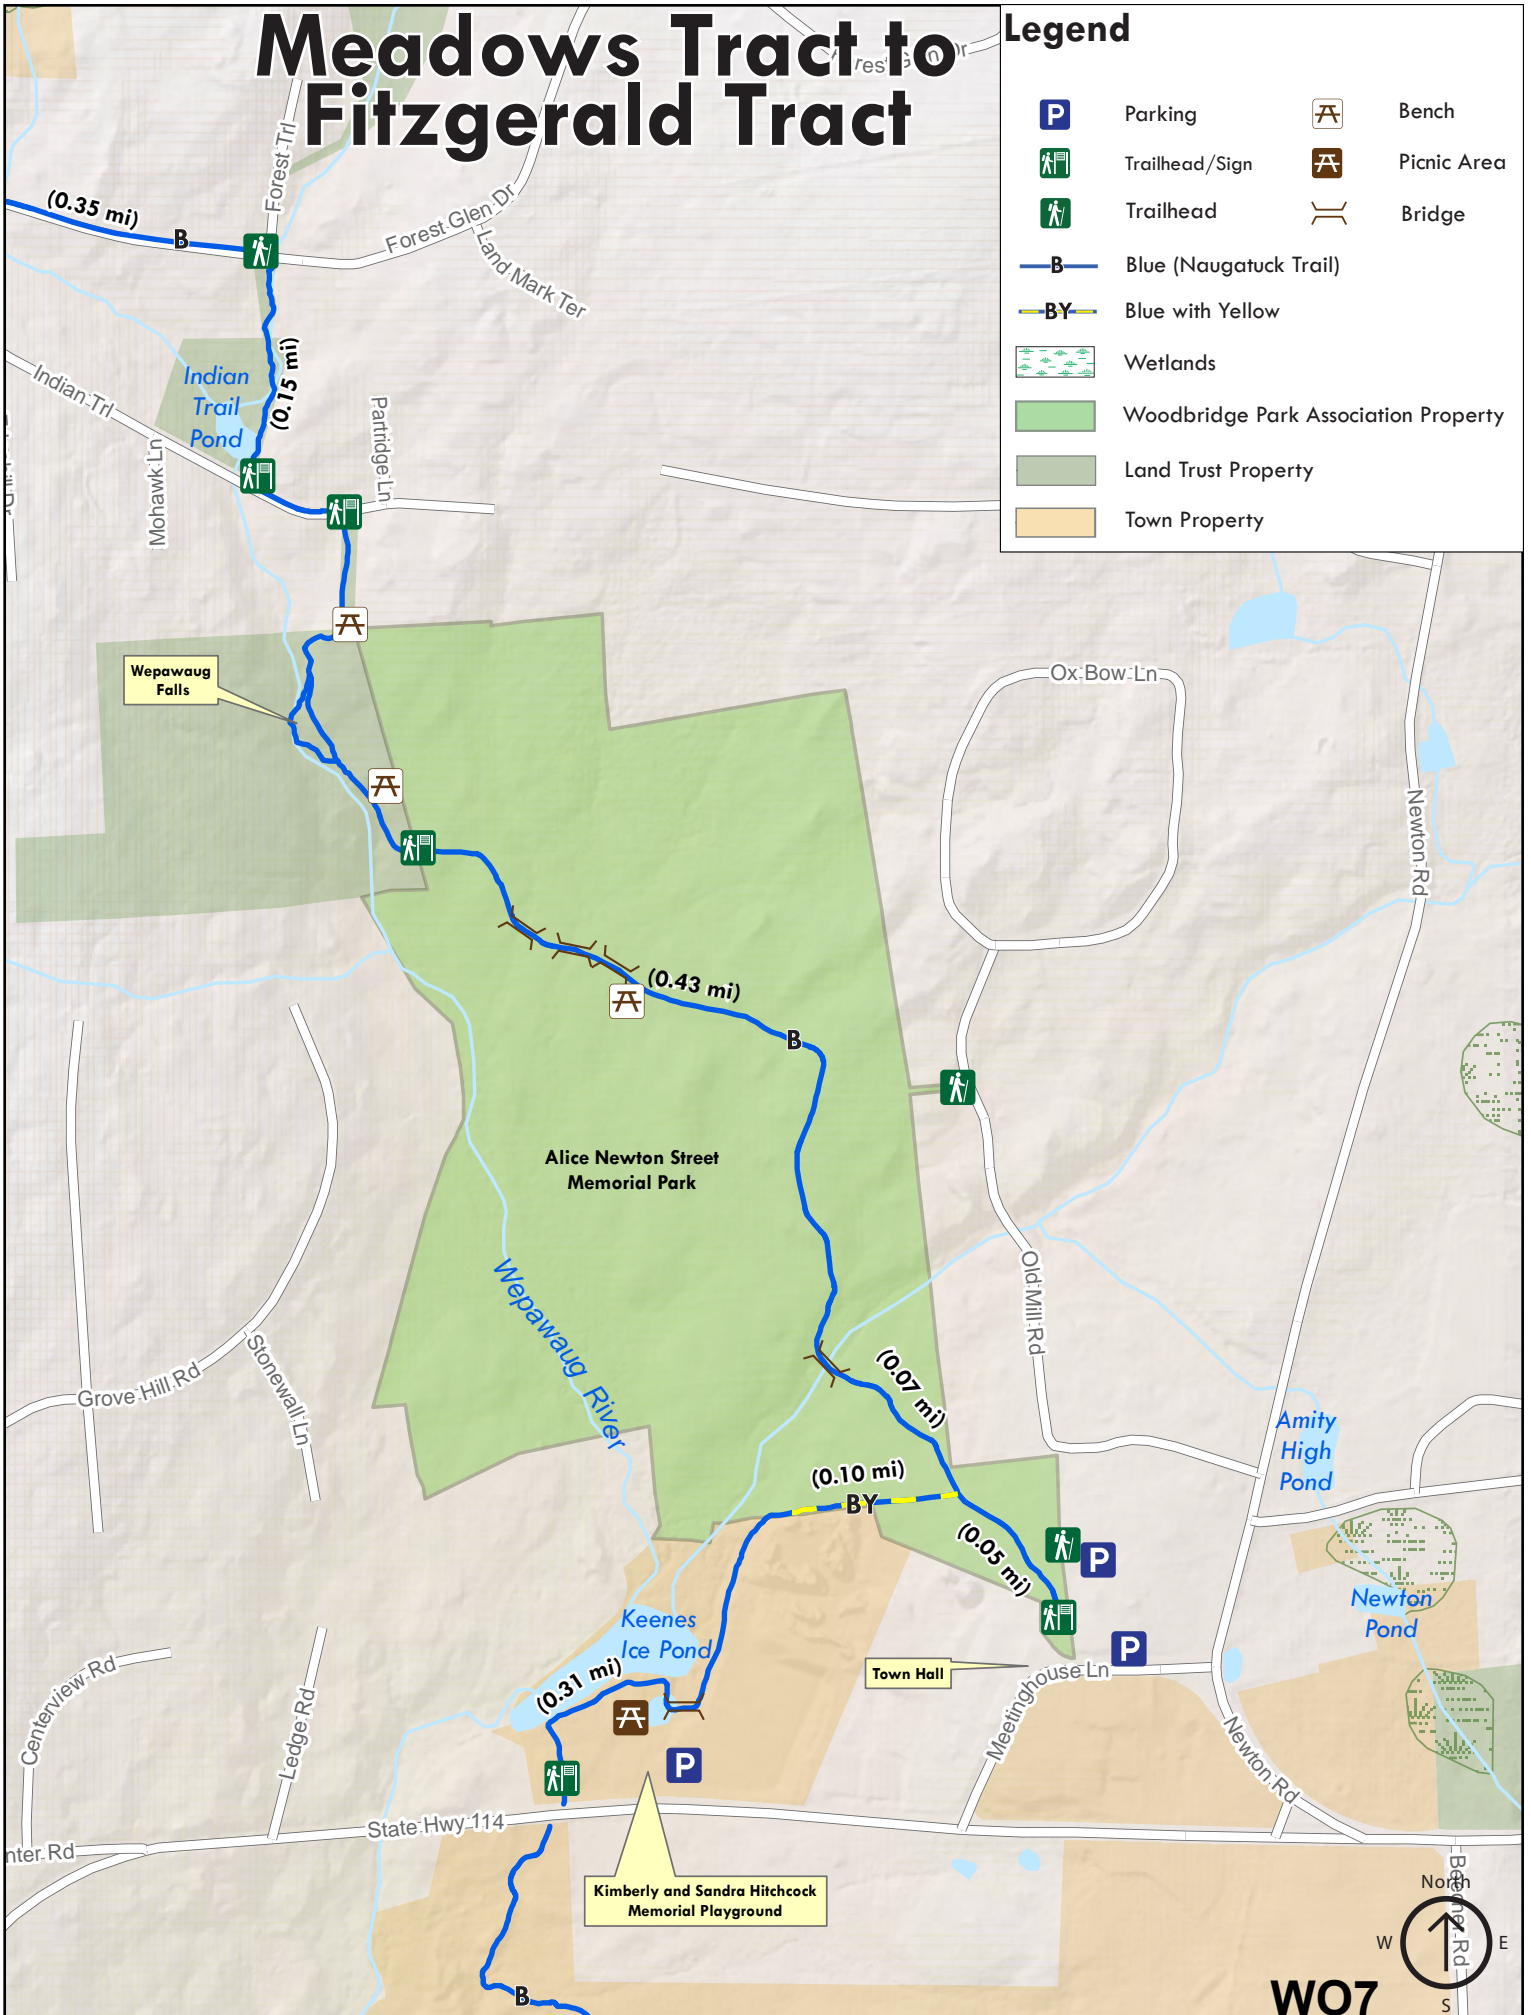 Meadows Tract to
Fitzgerald Tract
Legend
P
Parking
Bench
Trailhead/Sign
Picnic Area
Trailhead
Bridge
B
Blue (Naugatuck Trail)
BY
Blue with Yellow
Wetlands
Woodbridge Park Association Property
Land Trust Property
Town Property
Forest Trl
(0.35 mi)
B
Forest Glen Dr
Land Mark Ter
(0.15 mi)
Indian
Trail
Pond
Indian Trl
Partridge Ln
Mohawk Ln
Wepawaug
Falls
Ox Bow Ln
Newton Rd
(0.43 mi)
B
Alice Newton Street
Memorial Park
Wepawaug River
Old Mill Rd
Grove Hill Rd
Stonewall Ln
(0.07 mi)
Amity
High
Pond
(0.10 mi)
BY
(0.05 mi)
P
Newton
Pond
Keenes
Ice Pond
P
Town Hall
Meetinghouse Ln
(0.31 mi)
Centerview Rd
Ledge Rd
P
Newton Rd
State Hwy 114
nter Rd
Kimberly and Sandra Hitchcock
Memorial Playground
North
W
E
S
B
WO7